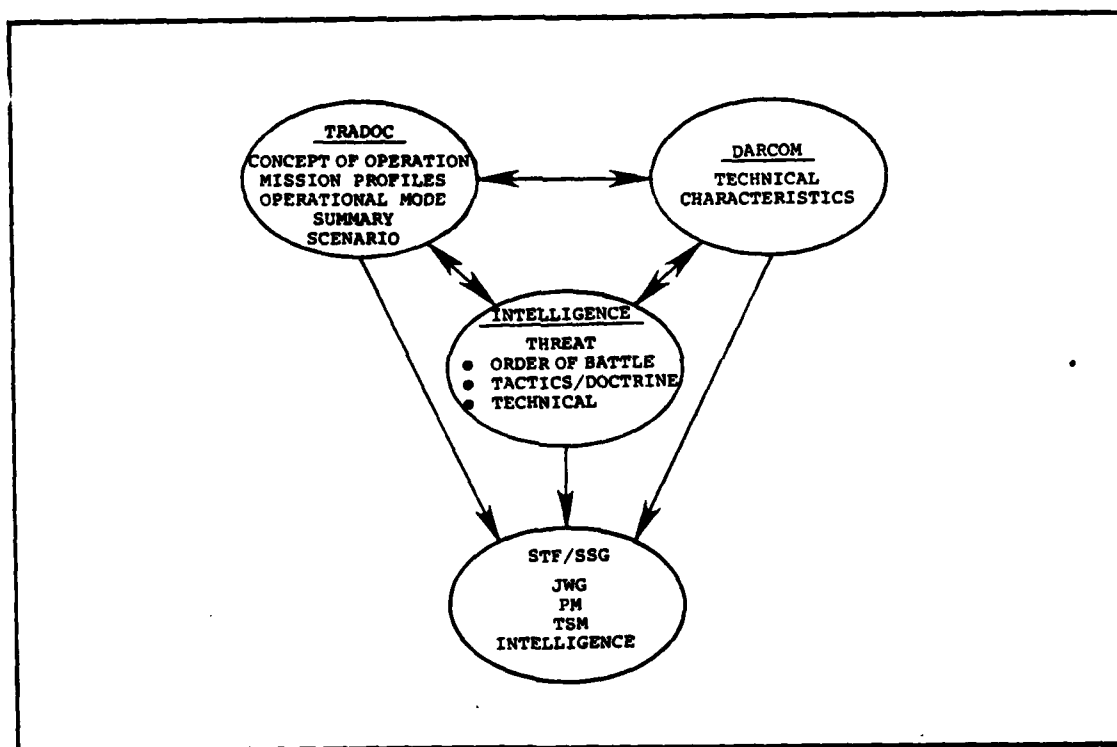 TRADOC
CONCEPT OF OPERATION
MISSION PROFILES
OPERATIONAL MODE
SUMMARY
SCENARIO
DARCOM
TECHNICAL
CHARACTERISTICS
INTELLIGENCE
THREAT
● ORDER OF BATTLE
● TACTICS/DOCTRINE
● TECHNICAL
STF/SSG
JWG
PM
TSM
INTELLIGENCE